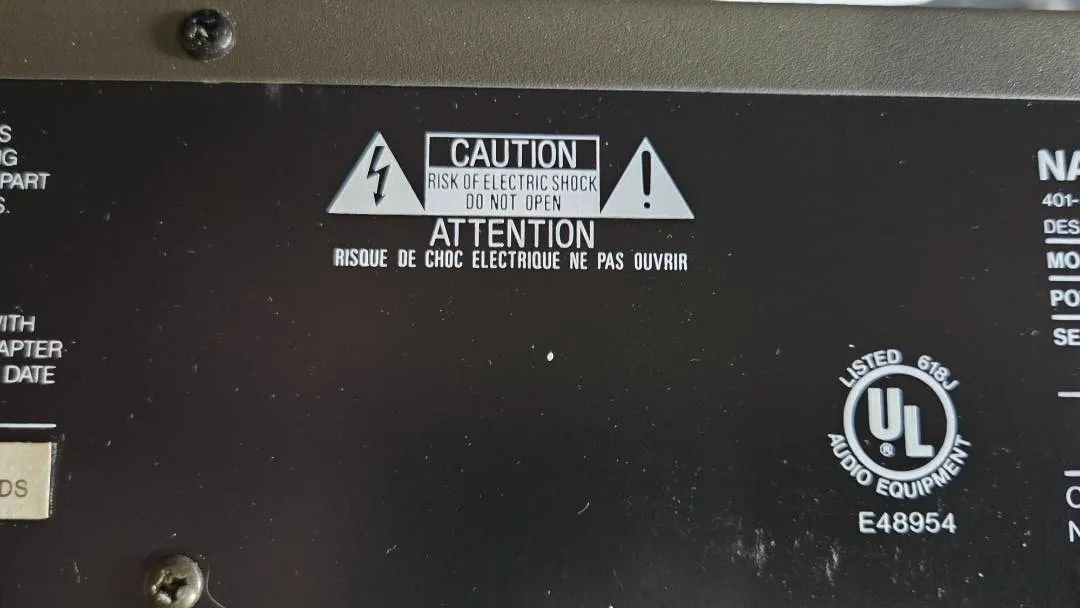 S
NG
PART
S.
CAUTION
RISK OF ELECTRIC SHOCK
DO NOT OPEN
ATTENTION
RISQUE DE CHOC ELECTRIQUE NE PAS OUVRIR
WITH
APTER
DATE
DS
LISTED 618J
UL
®
AUDIO EQUIPMENT
E48954
NA
401-
DES
MO
PO
SE
C
N